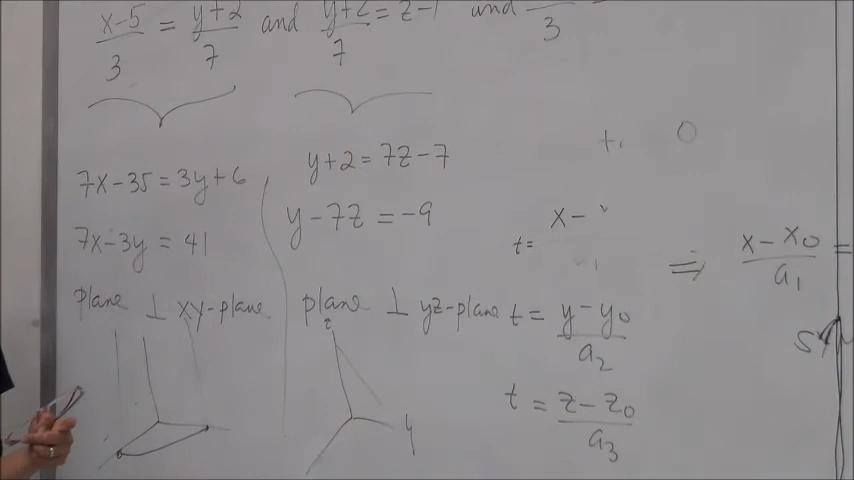 x-5/3 = y+2/7 and y+2/7 = z-1 and /3
7x-35 = 3y+6
7x-3y = 41
plane ⊥ xy-plane
y+2 = 7z-7
y-7z = -9
plane ⊥ yz-plane
z
y
t, 0
t = x-
t = y-y₀/a₂
t = z-z₀/a₃
⇒ x-x₀/a₁ =